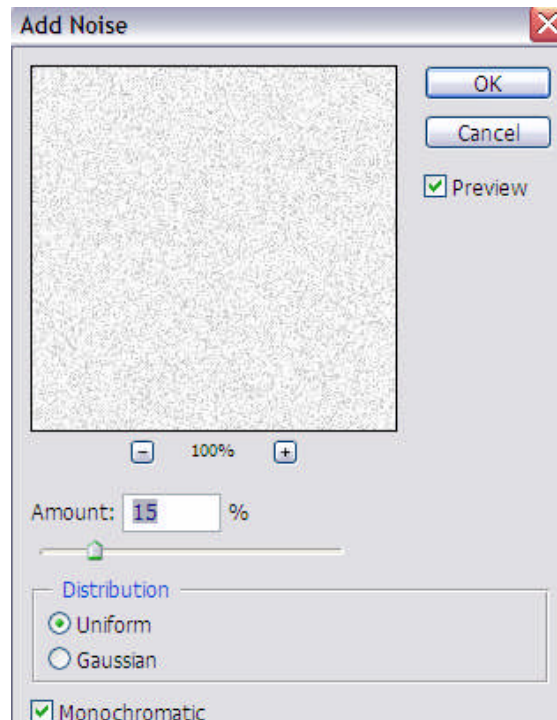 Add Noise
OK
Cancel
Preview
100%
Amount: 15 %
Distribution
Uniform
Gaussian
Monochromatic